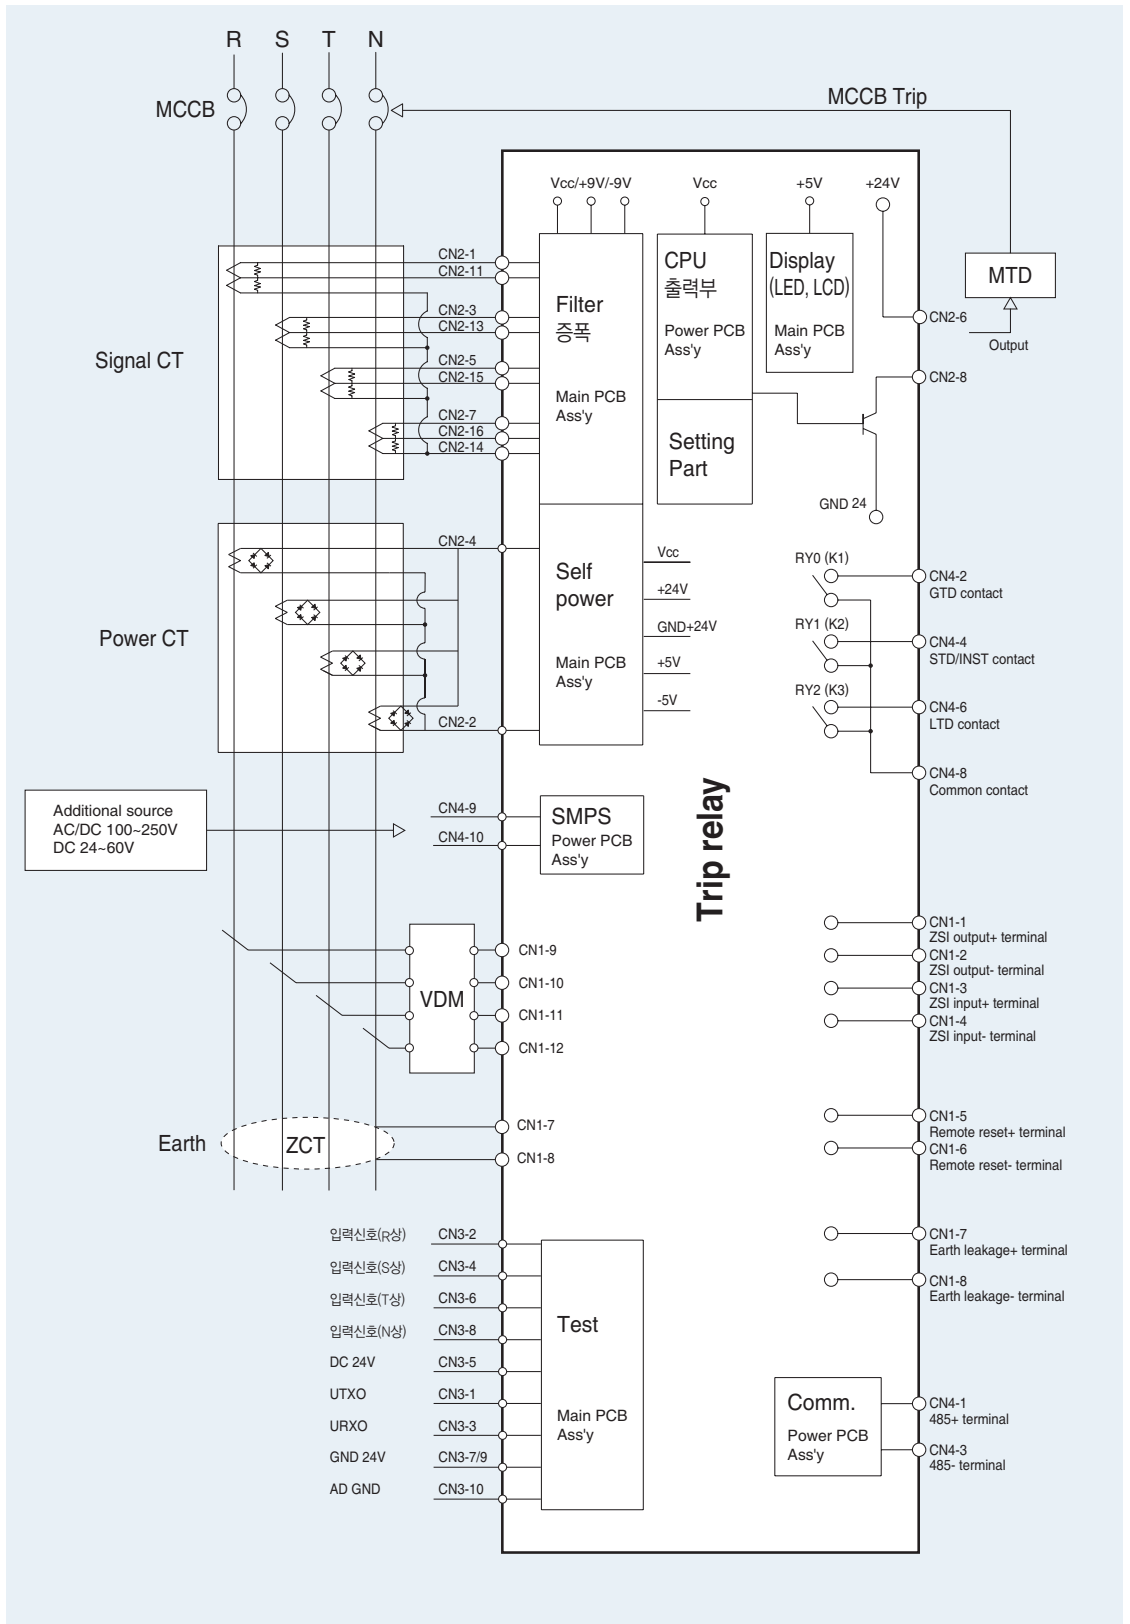 R S T N
MCCB
MCCB Trip
Vcc/+9V/-9V
Vcc
+5V
+24V
CN2-1
CN2-11
CN2-3
CN2-13
CN2-5
CN2-15
CN2-7
CN2-16
CN2-14
Signal CT
Filter
증폭
Main PCB
Ass'y
CPU
출력부
Power PCB
Ass'y
Setting
Part
Display
(LED, LCD)
Main PCB
Ass'y
MTD
Output
CN2-6
CN2-8
GND 24
Power CT
CN2-4
CN2-2
Self
power
Main PCB
Ass'y
Vcc
+24V
GND+24V
+5V
-5V
RY0 (K1)
RY1 (K2)
RY2 (K3)
CN4-2
GTD contact
CN4-4
STD/INST contact
CN4-6
LTD contact
CN4-8
Common contact
Additional source
AC/DC 100~250V
DC 24~60V
CN4-9
CN4-10
SMPS
Power PCB
Ass'y
Trip relay
VDM
CN1-9
CN1-10
CN1-11
CN1-12
CN1-1
ZSI output+ terminal
CN1-2
ZSI output- terminal
CN1-3
ZSI input+ terminal
CN1-4
ZSI input- terminal
Earth
ZCT
CN1-7
CN1-8
CN1-5
Remote reset+ terminal
CN1-6
Remote reset- terminal
CN1-7
Earth leakage+ terminal
CN1-8
Earth leakage- terminal
입력신호(R상) CN3-2
입력신호(S상) CN3-4
입력신호(T상) CN3-6
입력신호(N상) CN3-8
DC 24V CN3-5
UTXO CN3-1
URXO CN3-3
GND 24V CN3-7/9
AD GND CN3-10
Test
Main PCB
Ass'y
Comm.
Power PCB
Ass'y
CN4-1
485+ terminal
CN4-3
485- terminal